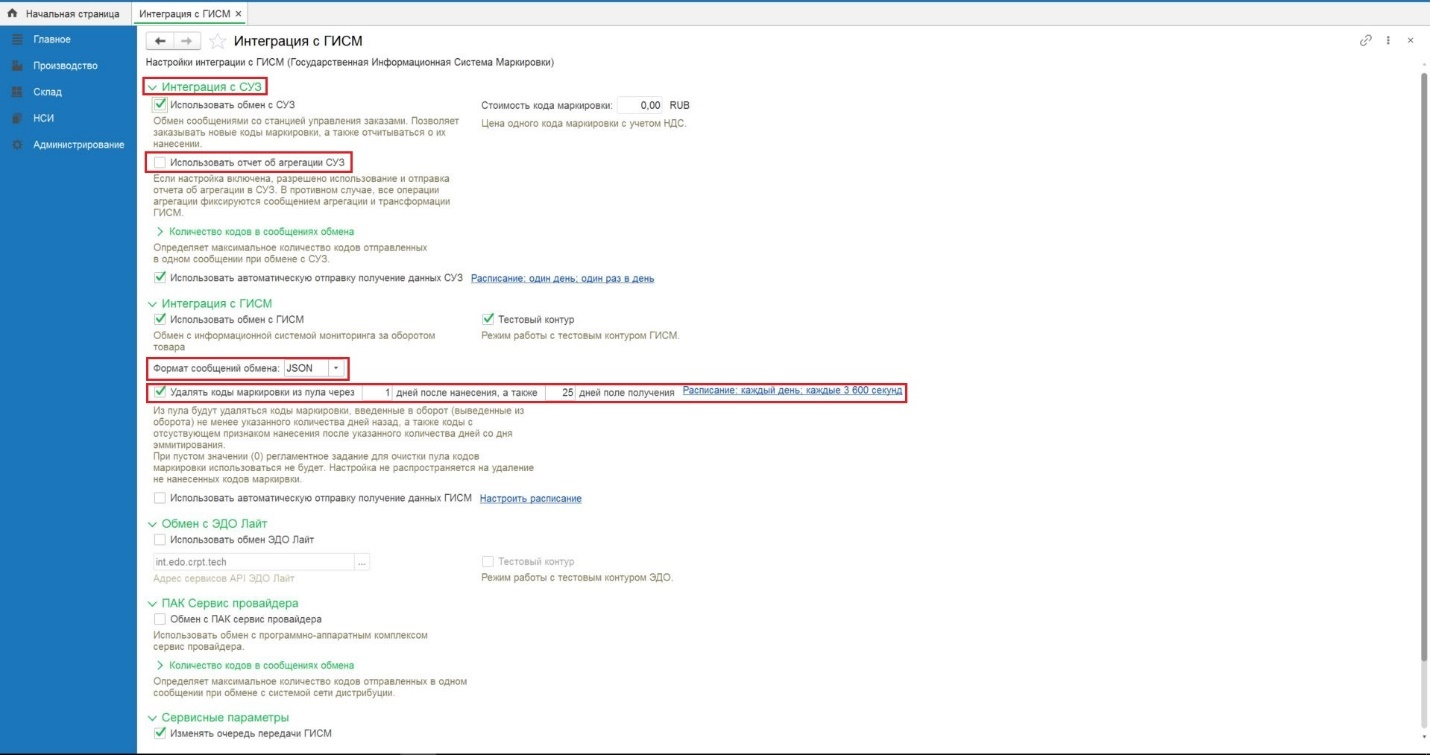 Начальная страница
Интеграция с ГИСМ ×
Главное
Производство
Склад
НСИ
Администрирование
Интеграция с ГИСМ
Настройки интеграции с ГИСМ (Государственная Информационная Система Маркировки)
Интеграция с СУЗ
Использовать обмен с СУЗ
Стоимость кода маркировки: 0,00 RUB
Обмен сообщениями со станцией управления заказами. Позволяет
Цена одного кода маркировки с учетом НДС.
заказывать новые коды маркировки, а также отчитываться о их
нанесении.
Использовать отчет об агрегации СУЗ
Если настройка включена, разрешено использование и отправка
отчета об агрегации в СУЗ. В противном случае, все операции
агрегации фиксируются сообщением агрегации и трансформации
ГИСМ.
Количество кодов в сообщениях обмена
Определяет максимальное количество кодов отправленных
в одном сообщении при обмене с СУЗ.
Использовать автоматическую отправку получение данных СУЗ Расписание: один день; один раз в день
Интеграция с ГИСМ
Использовать обмен с ГИСМ
Тестовый контур
Обмен с информационной системой мониторинга за оборотом
Режим работы с тестовым контуром ГИСМ.
товара
Формат сообщений обмена: JSON
Удалять коды маркировки из пула через 1 дней после нанесения, а также 25 дней поле получения Расписание: каждый день; каждые 3 600 секунд
Из пула будут удаляться коды маркировки, введенные в оборот (выведенные из
оборота) не менее указанного количества дней назад, а также коды с
отсуствующем признаком нанесения после указанного количества дней со дня
эммитирования.
При пустом значении (0) регламентное задание для очистки пула кодов
маркировки использоваться не будет. Настройка не распространяется на удаление
не нанесенных кодов маркирвки.
Использовать автоматическую отправку получение данных ГИСМ Настроить расписание
Обмен с ЭДО Лайт
Использовать обмен ЭДО Лайт
int.edo.crpt.tech ...
Тестовый контур
Адрес сервисов API ЭДО Лайт
Режим работы с тестовым контуром ЭДО.
ПАК Сервис провайдера
Обмен с ПАК сервис провайдера
Использовать обмен с программно-аппаратным комплексом
сервис провайдера.
Количество кодов в сообщениях обмена
Определяет максимальное количество кодов отправленных в одном
сообщении при обмене с системой сети дистрибуции.
Сервисные параметры
Изменять очередь передачи ГИСМ